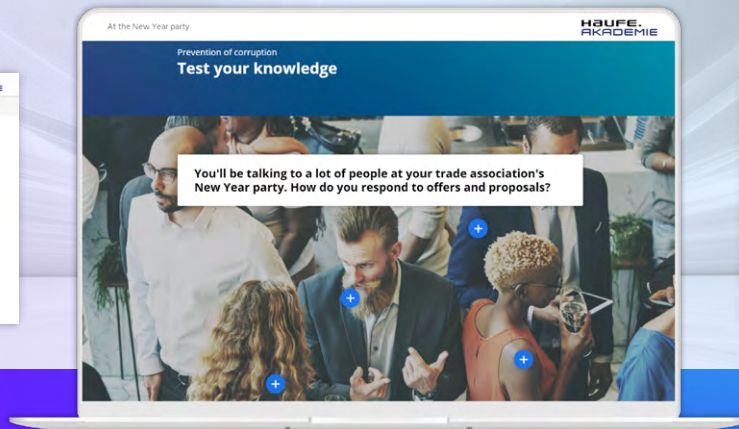 At the New Year party
HAUFE.
AKADEMIE
Prevention of corruption
Test your knowledge
You'll be talking to a lot of people at your trade association's
New Year party. How do you respond to offers and proposals?